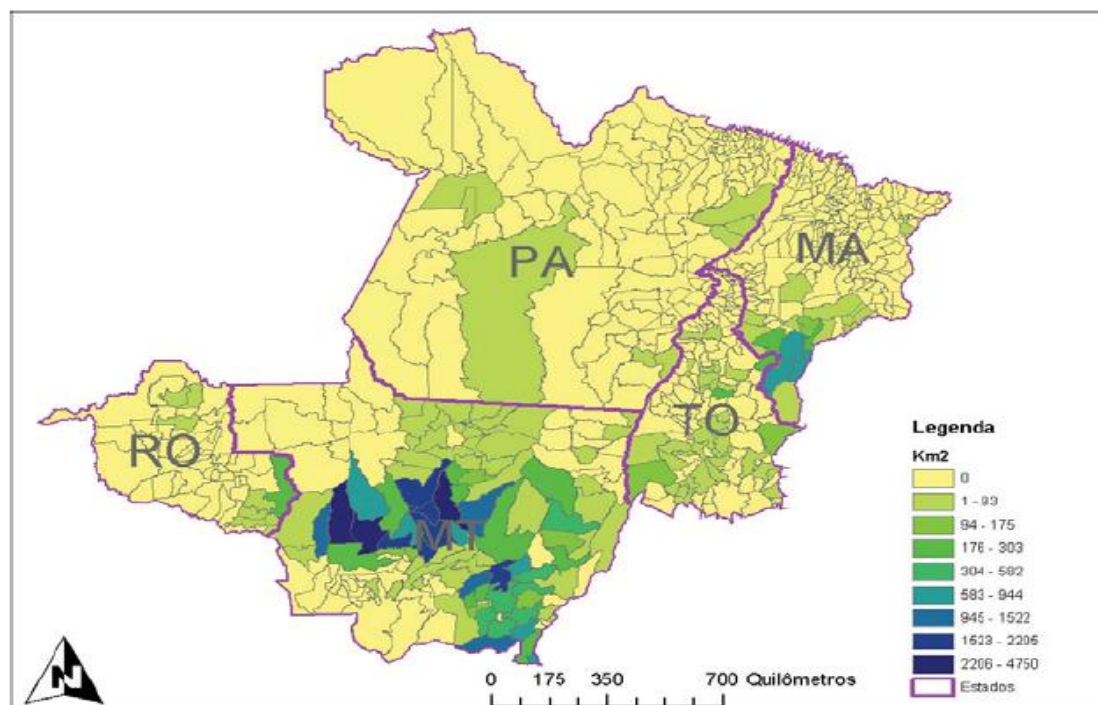 PA
MA
TO
RO
MT
Legenda
Km2
0
1 - 93
94 - 175
176 - 303
304 - 582
583 - 944
945 - 1522
1523 - 2205
2206 - 4750
Estados
N
0 175 350 700 Quilômetros